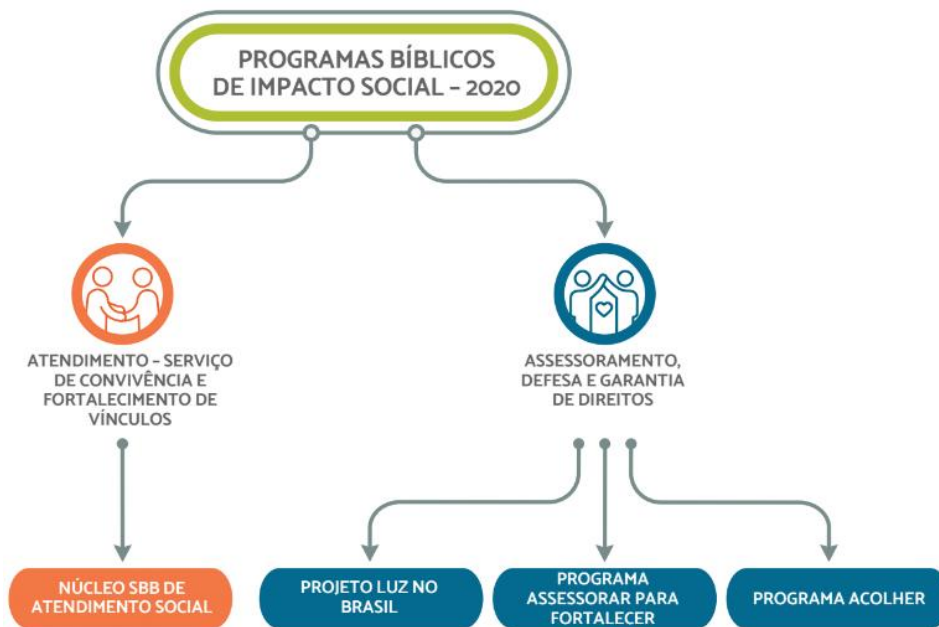 PROGRAMAS BÍBLICOS
DE IMPACTO SOCIAL – 2020
ATENDIMENTO – SERVIÇO
DE CONVIVÊNCIA E
FORTALECIMENTO DE
VÍNCULOS
ASSESSORAMENTO,
DEFESA E GARANTIA
DE DIREITOS
NÚCLEO SBB DE
ATENDIMENTO SOCIAL
PROJETO LUZ NO
BRASIL
PROGRAMA
ASSESSORAR PARA
FORTALECER
PROGRAMA ACOLHER